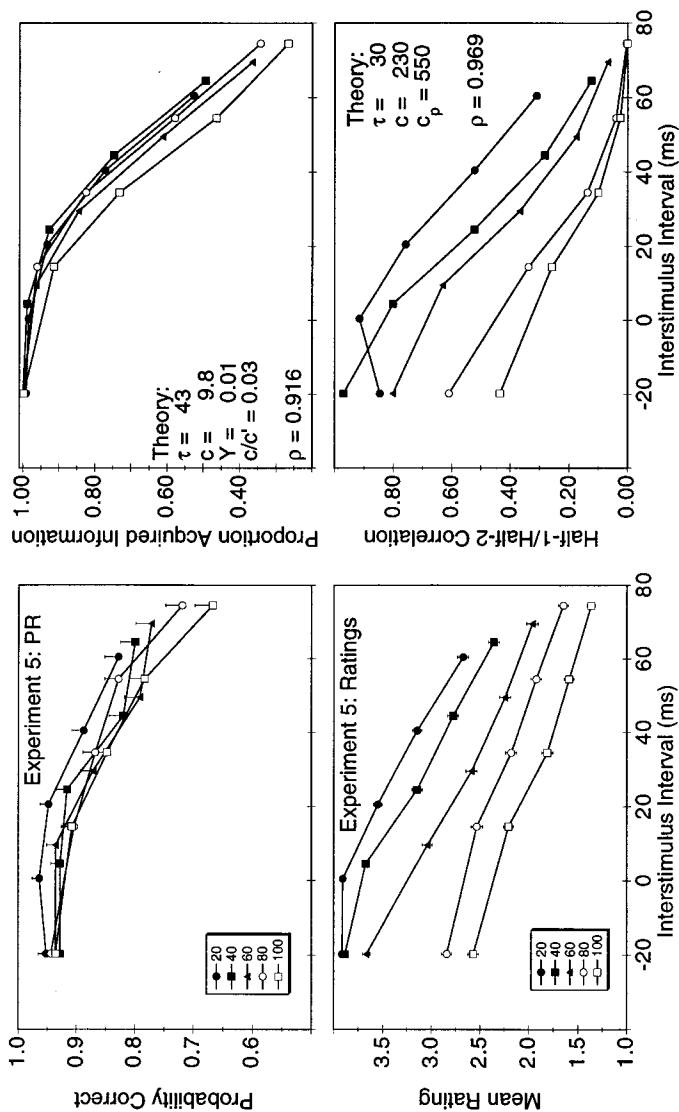 Experiment 5: PR
Probability Correct
1.0
0.9
0.8
0.7
0.6
20
40
60
80
100
Proportion Acquired Information
1.00
0.80
0.60
0.40
Theory:
τ = 43
c = 9.8
Y = 0.01
c/c' = 0.03
ρ = 0.916
Experiment 5: Ratings
Mean Rating
3.5
3.0
2.5
2.0
1.5
1.0
20
40
60
80
100
-20 0 20 40 60 80
Interstimulus Interval (ms)
Half-1/Half-2 Correlation
0.80
0.60
0.40
0.20
0.00
Theory:
τ = 30
c = 230
cρ = 550
ρ = 0.969
-20 0 20 40 60 80
Interstimulus Interval (ms)